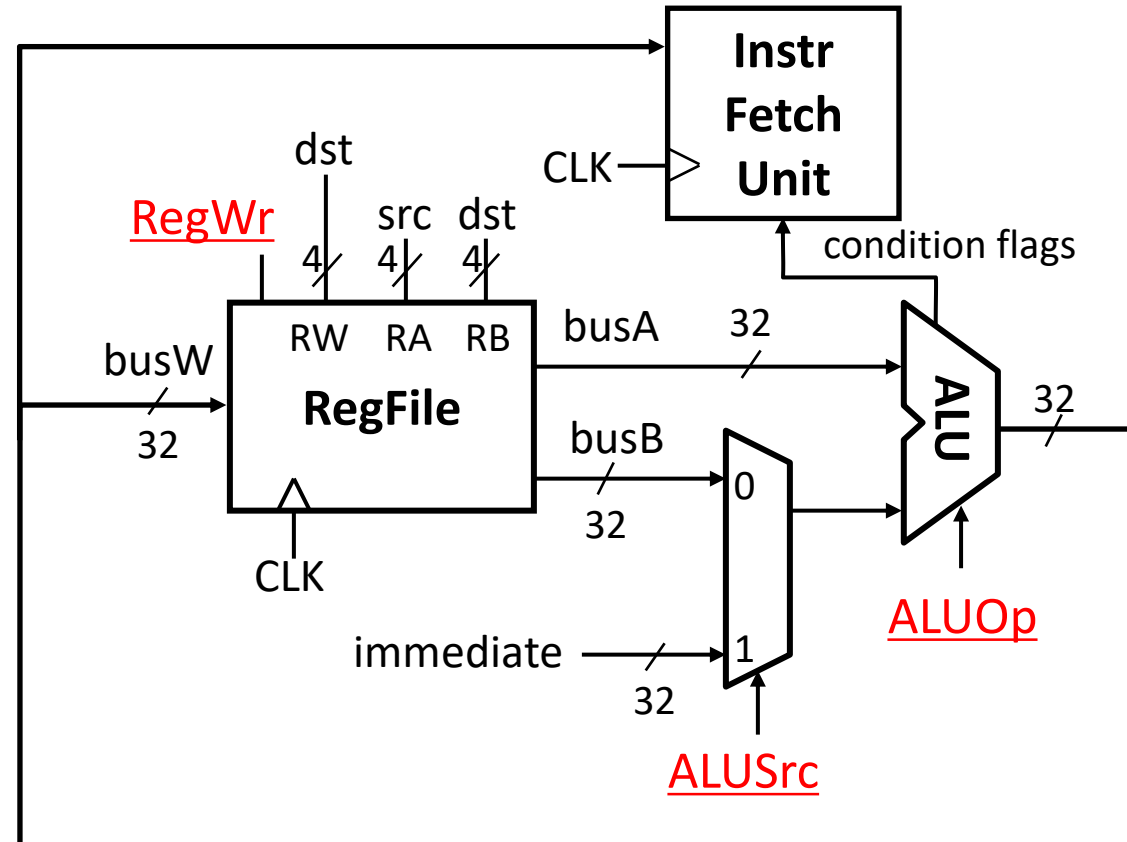 Instr
Fetch
Unit
CLK
condition flags
dst
RegWr
src
dst
4
4
4
RW
RA
RB
RegFile
busW
32
CLK
busA
32
busB
32
0
1
immediate
32
ALUSrc
ALU
32
ALUOp